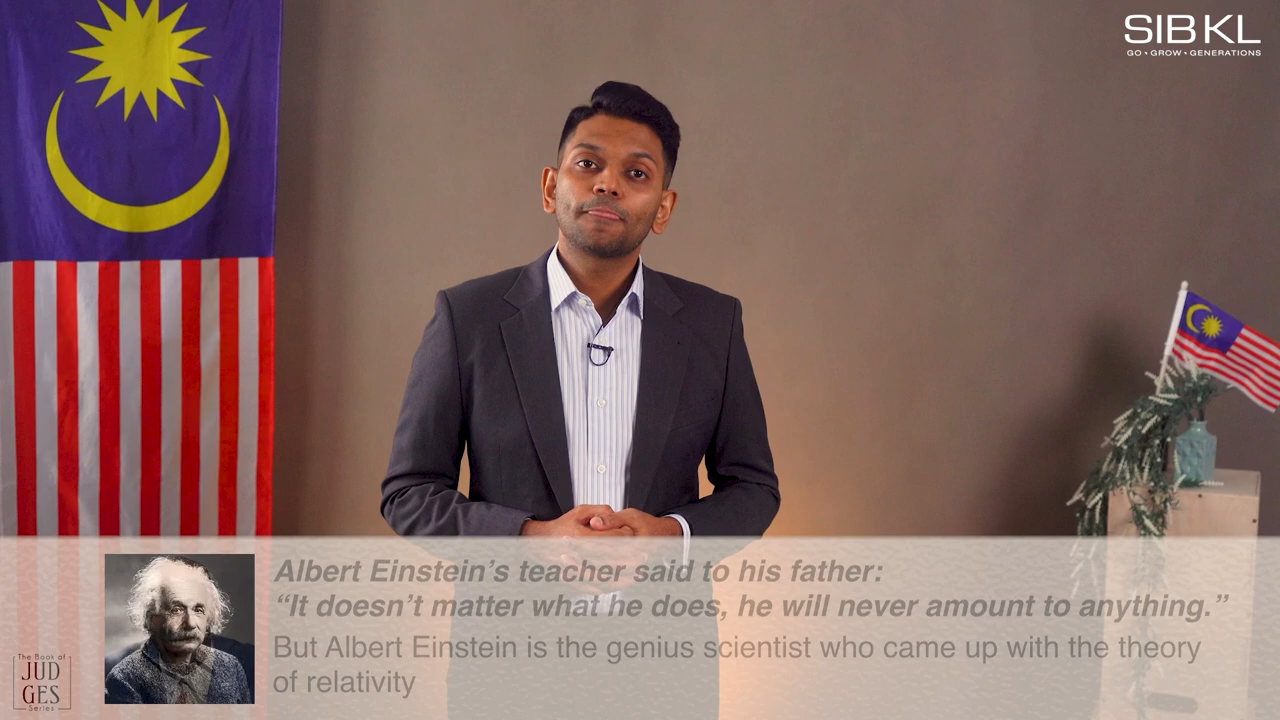 SIBKL
GO • GROW • GENERATIONS
Albert Einstein’s teacher said to his father:
“It doesn’t matter what he does, he will never amount to anything.”
But Albert Einstein is the genius scientist who came up with the theory
of relativity
The Book of
JUD
GES
Series